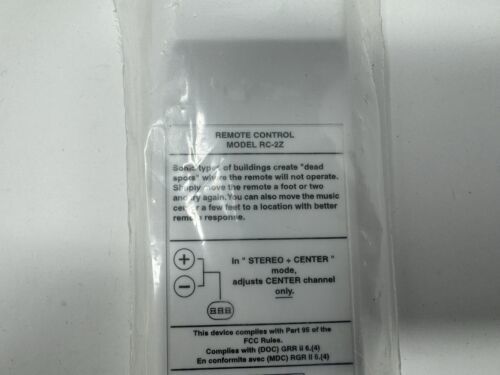 REMOTE CONTROL
MODEL RC-2Z
Some types of buildings create "dead
spots" where the remote will not operate.
Simply move the remote a foot or two
and try again. You can also move the music
center a few feet to a location with better
remote response.
+
In " STEREO + CENTER "
mode,
adjusts CENTER channel
only.
−
This device complies with Part 95 of the
FCC Rules.
Complies with (DOC) GRR II 6.(4)
En conformite avec (MDC) RGR II 6.(4)